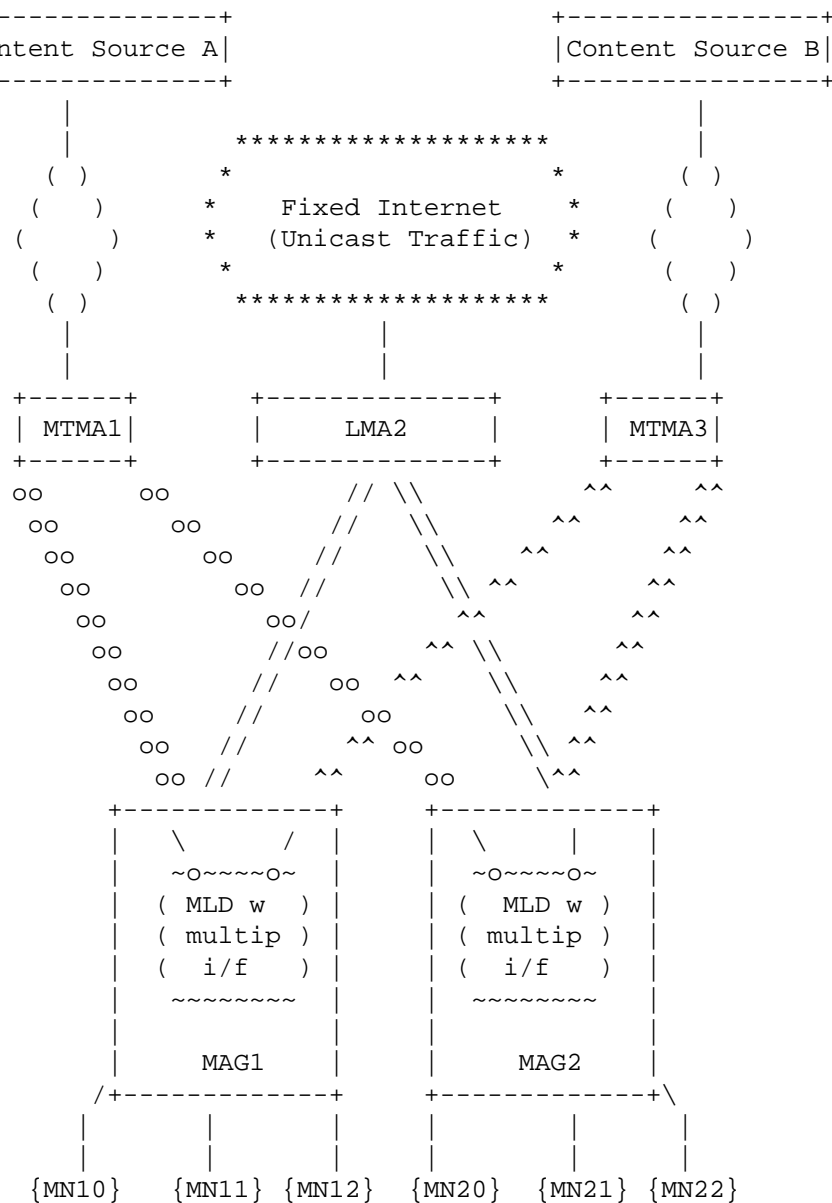 ntent Source A Content Source B
Fixed Internet
(Unicast Traffic)
MTMA1 LMA2 MTMA3
MLD w MLD w
multip multip
i/f i/f
MAG1 MAG2
{MN10} {MN11} {MN12} {MN20} {MN21} {MN22}